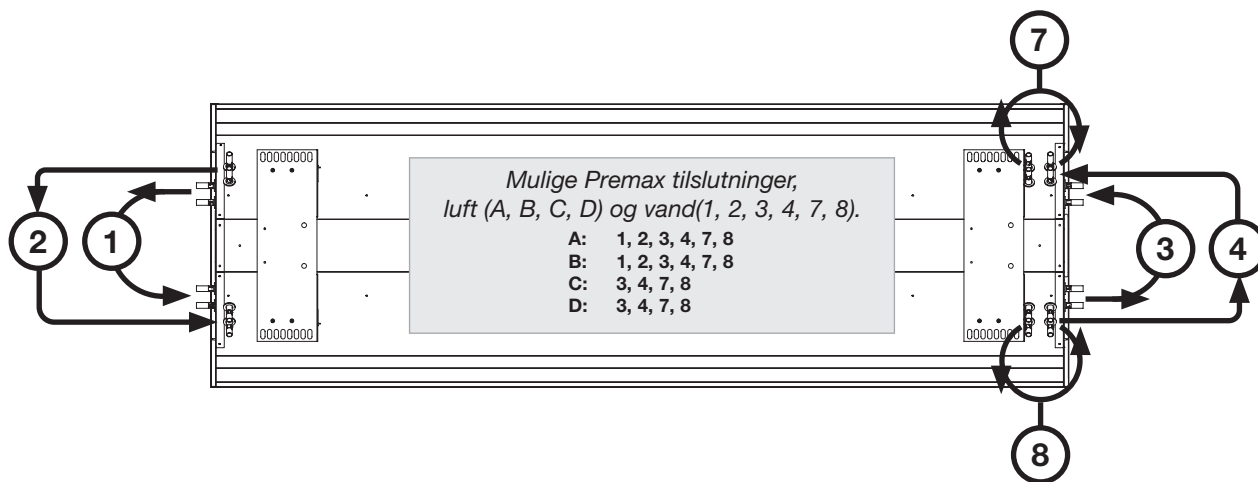 7
Mulige Premax tilslutninger,
luft (A, B, C, D) og vand(1, 2, 3, 4, 7, 8).
A: 1, 2, 3, 4, 7, 8
B: 1, 2, 3, 4, 7, 8
C: 3, 4, 7, 8
D: 3, 4, 7, 8
2
1
3
4
8